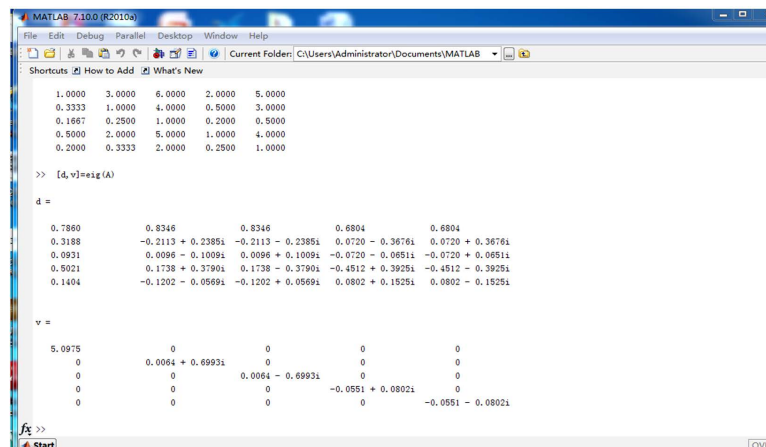 MATLAB 7.10.0 (R2010a)
File Edit Debug Parallel Desktop Window Help
Current Folder: C:\Users\Administrator\Documents\MATLAB
Shortcuts How to Add What's New
1.0000 3.0000 6.0000 2.0000 5.0000
0.3333 1.0000 4.0000 0.5000 3.0000
0.1667 0.2500 1.0000 0.2000 0.5000
0.5000 2.0000 5.0000 1.0000 4.0000
0.2000 0.3333 2.0000 0.2500 1.0000
>> [d,v]=eig(A)
d =
0.7860 0.8346 0.8346 0.6804 0.6804
0.3188 -0.2113 + 0.2385i -0.2113 - 0.2385i 0.0720 - 0.3676i 0.0720 + 0.3676i
0.0931 0.0096 - 0.1009i 0.0096 + 0.1009i -0.0720 - 0.0651i -0.0720 + 0.0651i
0.5021 0.1738 + 0.3790i 0.1738 - 0.3790i -0.4512 + 0.3925i -0.4512 - 0.3925i
0.1404 -0.1202 - 0.0569i -0.1202 + 0.0569i 0.0802 + 0.1525i 0.0802 - 0.1525i
v =
5.0975 0 0 0 0
0 0.0064 + 0.6993i 0 0 0
0 0 0.0064 - 0.6993i 0 0
0 0 0 -0.0551 + 0.0802i 0
0 0 0 0 -0.0551 - 0.0802i
fx >>
Start OV